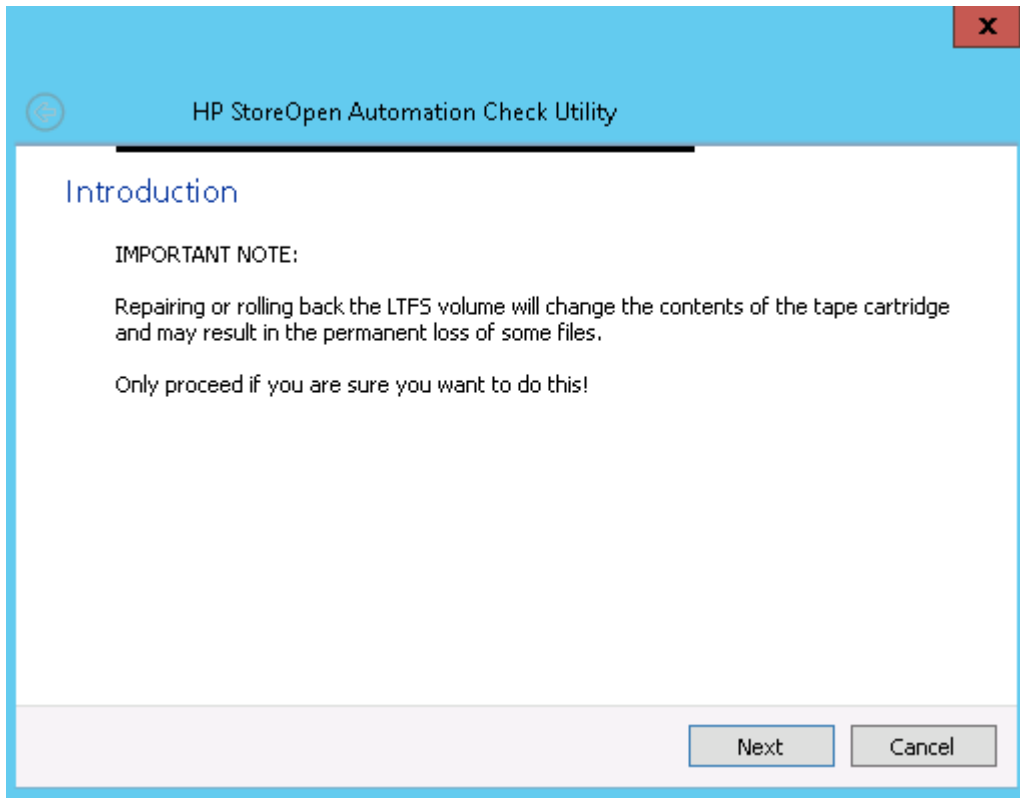 x
HP StoreOpen Automation Check Utility
Introduction
IMPORTANT NOTE:
Repairing or rolling back the LTFS volume will change the contents of the tape cartridge
and may result in the permanent loss of some files.
Only proceed if you are sure you want to do this!
Next Cancel